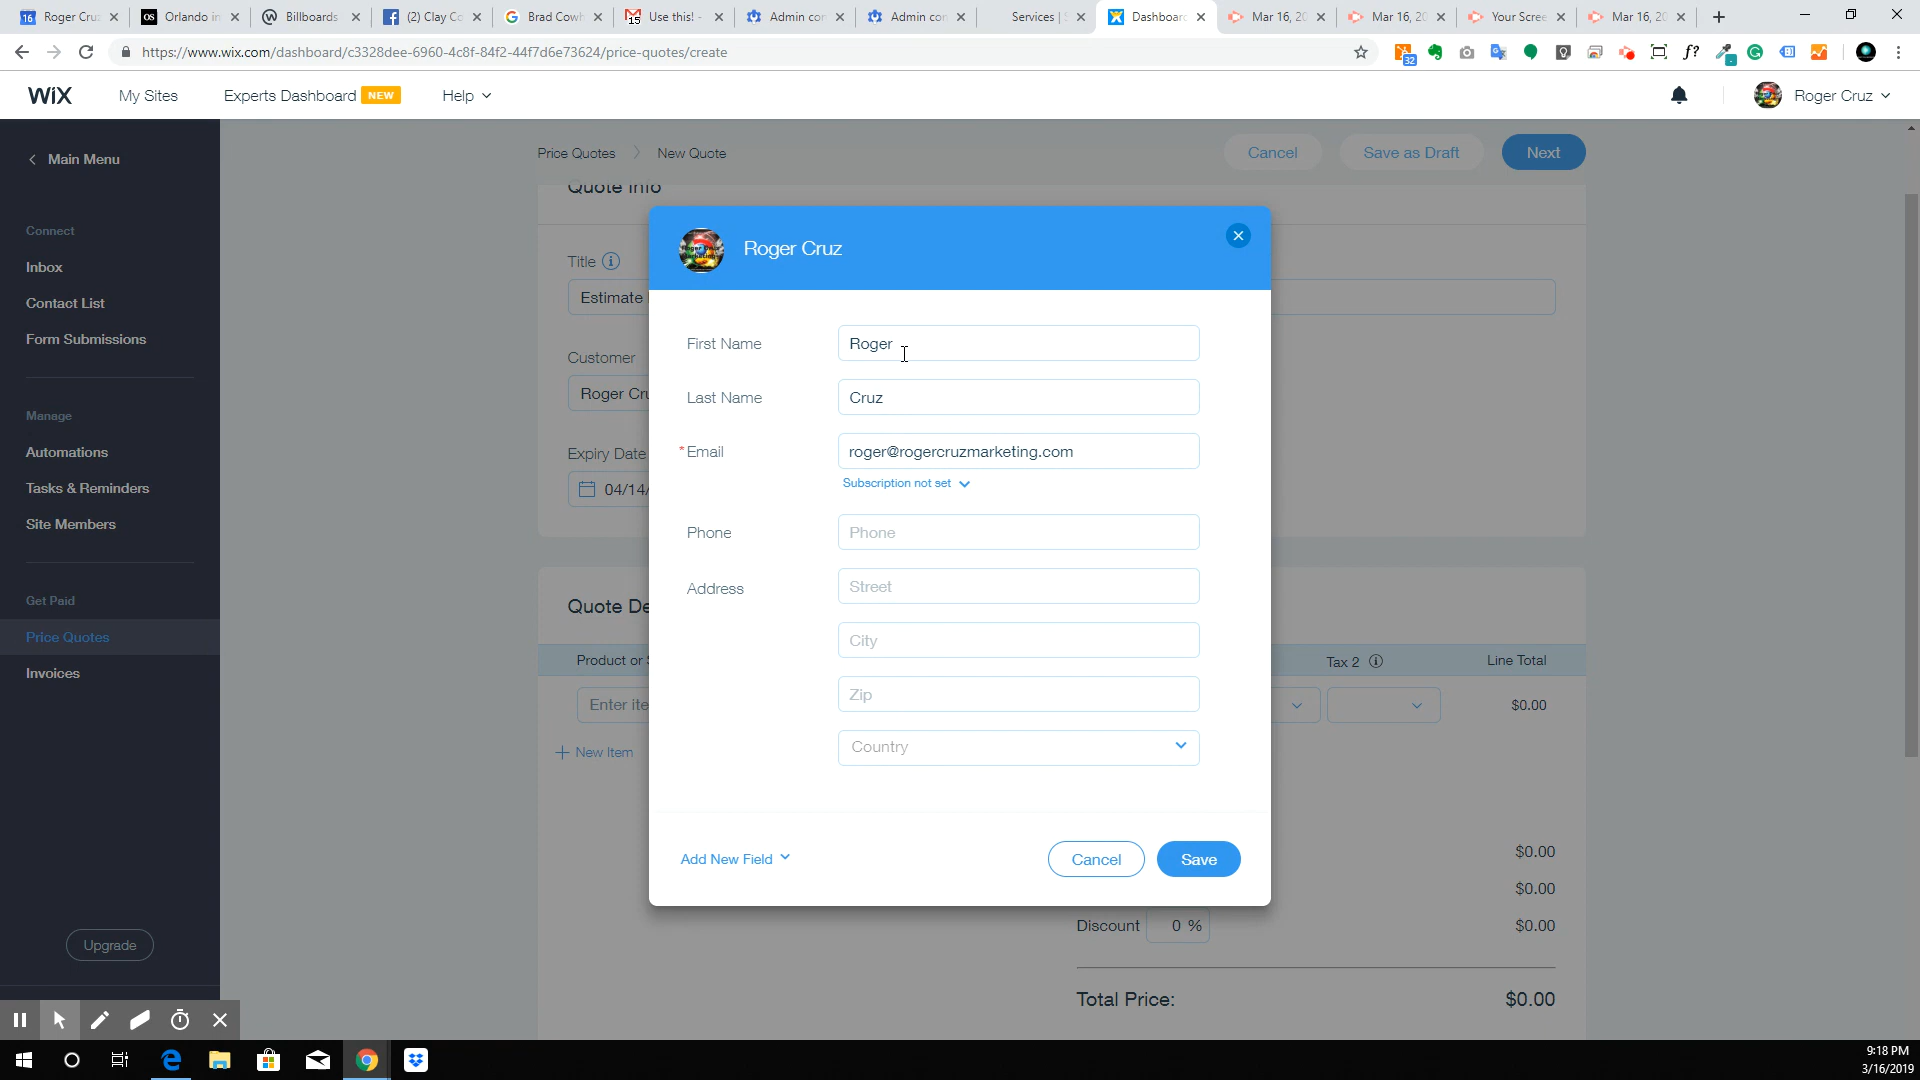 16 Roger Cru
OS Orlando in
Billboards
(2) Clay Co
Brad Cowh
15 Use this! -
Admin con
Admin con
Services | S
Dashboard
Mar 16, 20
Mar 16, 20
Your Scree
Mar 16, 20
https://www.wix.com/dashboard/c3328dee-6960-4c8f-84f2-44f7d6e73624/price-quotes/create
32
f?
WiX
My Sites
Experts Dashboard NEW
Help
Roger Cruz
Main Menu
Price Quotes
New Quote
Cancel
Save as Draft
Next
Quote Info
Connect
Inbox
Contact List
Form Submissions
Manage
Automations
Tasks & Reminders
Site Members
Get Paid
Price Quotes
Invoices
Upgrade
Title
Estimate
Customer
Roger Cru
Expiry Date
04/14/
Quote De
Product or S
Tax 2
Line Total
Enter ite
$0.00
New Item
$0.00
$0.00
Discount
0 %
$0.00
Total Price:
$0.00
Roger Cruz
First Name
Roger
Last Name
Cruz
* Email
roger@rogercruzmarketing.com
Subscription not set
Phone
Phone
Address
Street
City
Zip
Country
Add New Field
Cancel
Save
9:18 PM
3/16/2019